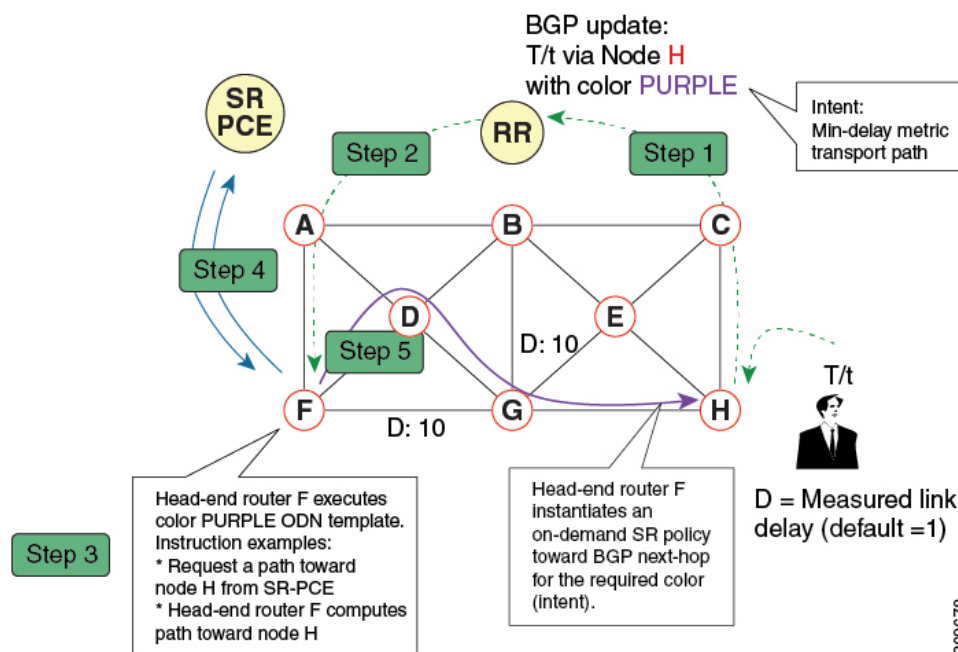 BGP update:
T/t via Node H
with color PURPLE
SR
PCE
RR
Intent:
Min-delay metric
transport path
Step 2
Step 1
A
B
C
Step 4
D
E
Step 5
D: 10
T/t
F
G
H
D: 10
Head-end router F executes
color PURPLE ODN template.
Instruction examples:
* Request a path toward
node H from SR-PCE
* Head-end router F computes
path toward node H
Head-end router F
instantiates an
on-demand SR policy
toward BGP next-hop
for the required color
(intent).
D = Measured link
delay (default =1)
Step 3